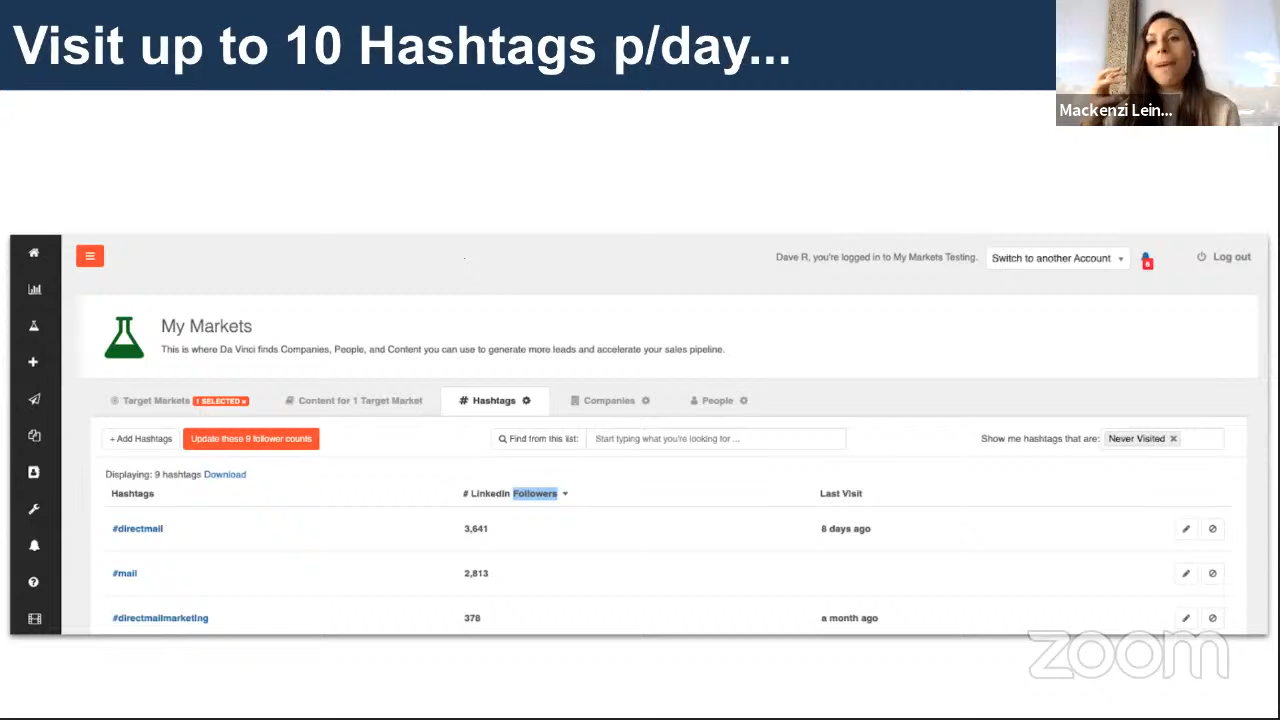 Visit up to 10 Hashtags p/day...
Mackenzi Lein...
Dave R, you're logged in to My Markets Testing.
Switch to another Account
6
Log out
My Markets
This is where Da Vinci finds Companies, People, and Content you can use to generate more leads and accelerate your sales pipeline.
Target Markets 1 SELECTED
Content for 1 Target Market
# Hashtags
Companies
People
+ Add Hashtags
Update these 9 follower counts
Find from this list:
Start typing what you're looking for ...
Show me hashtags that are:
Never Visited ×
Displaying: 9 hashtags Download
Hashtags
# LinkedIn Followers
Last Visit
#directmail
3,641
8 days ago
#mail
2,813
#directmailmarketing
378
a month ago
zoom